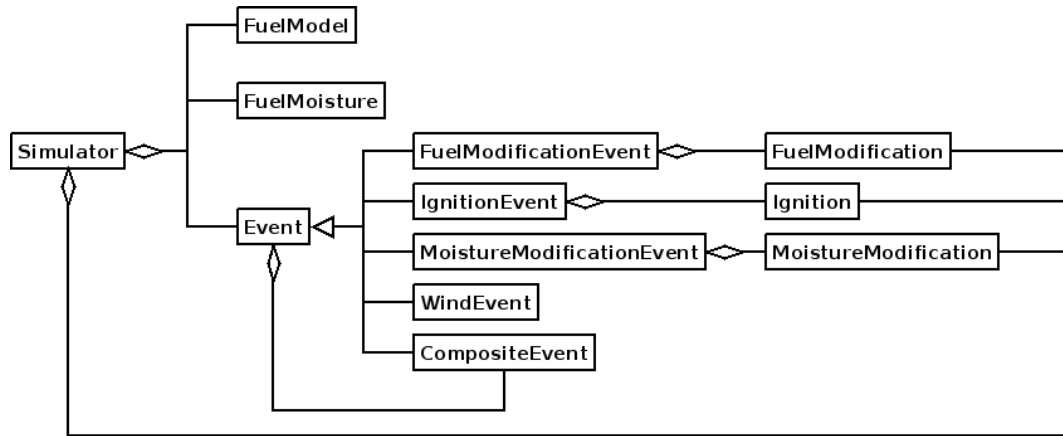 FuelModel
FuelMoisture
Simulator
FuelModificationEvent
FuelModification
IgnitionEvent
Ignition
Event
MoistureModificationEvent
MoistureModification
WindEvent
CompositeEvent